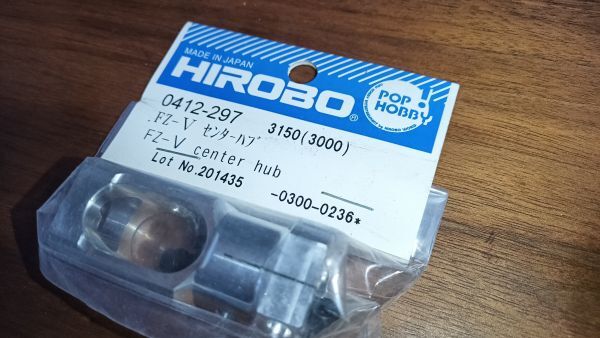 MADE IN JAPAN
HIROBO®
POP
HOBBY!
0412-297
3150(3000)
.FZ-V センターハブ
FZ-V center hub
Lot No.201435
-0300-0236*